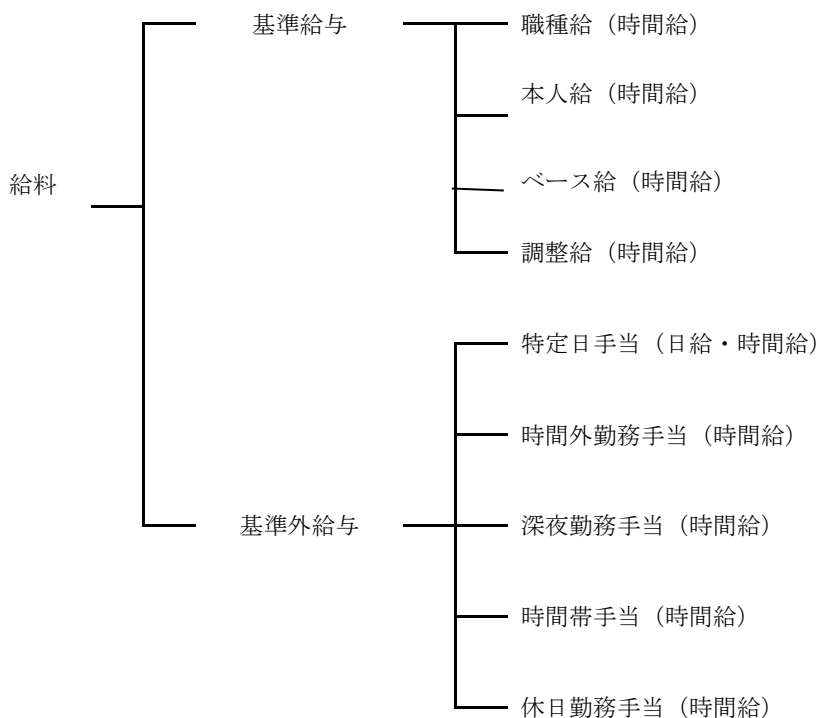 基準給与
職種給（時間給）
本人給（時間給）
給料
ベース給（時間給）
調整給（時間給）
特定日手当（日給・時間給）
時間外勤務手当（時間給）
基準外給与
深夜勤務手当（時間給）
時間帯手当（時間給）
休日勤務手当（時間給）